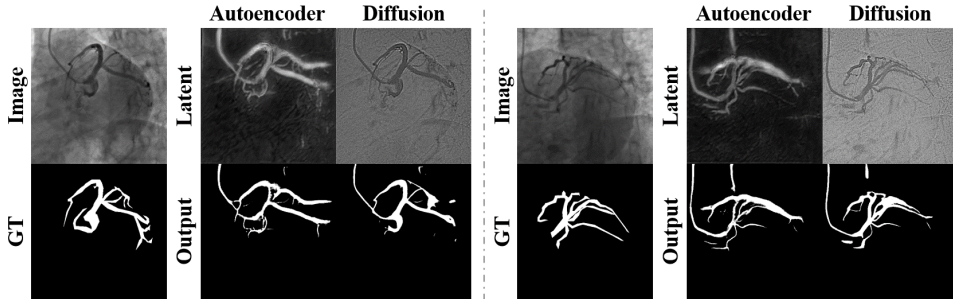 Autoencoder Diffusion
Image
Latent
GT
Output
Autoencoder Diffusion
Image
Latent
GT
Output